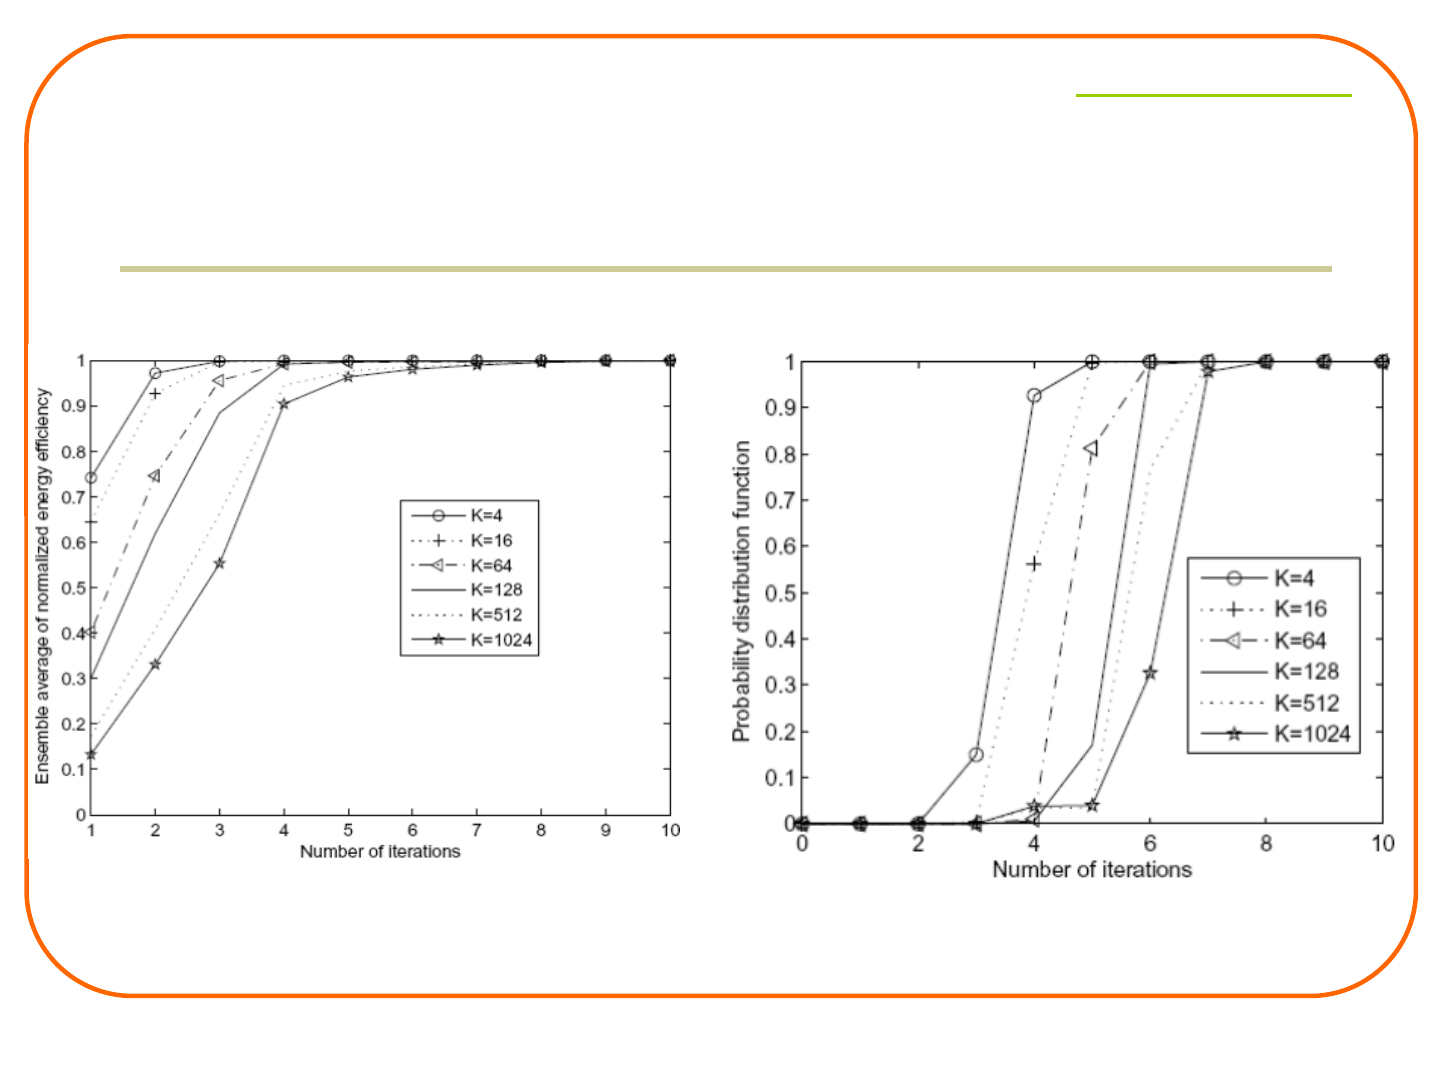 Ensemble average of normalized energy efficiency
1
0.9
0.8
0.7
0.6
0.5
0.4
0.3
0.2
0.1
0
1 2 3 4 5 6 7 8 9 10
Number of iterations
K=4
K=16
K=64
K=128
K=512
K=1024
Probability distribution function
1
0.9
0.8
0.7
0.6
0.5
0.4
0.3
0.2
0.1
0
0 2 4 6 8 10
Number of iterations
K=4
K=16
K=64
K=128
K=512
K=1024